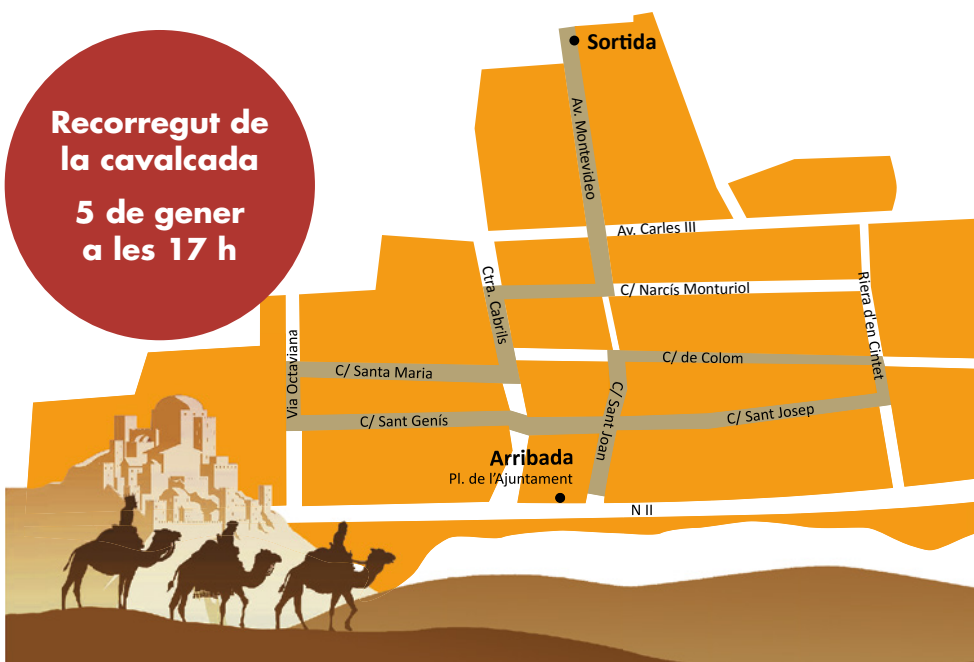 Recorregut de
la cavalcada
5 de gener
a les 17 h
Sortida
Av. Montevideo
Av. Carles III
Ctra. Cabrils
C/ Narcís Monturiol
Riera d'en Cintet
Via Octaviana
C/ Santa Maria
C/ de Colom
C/ Sant Genís
C/ Sant Joan
C/ Sant Josep
Arribada
Pl. de l'Ajuntament
N II